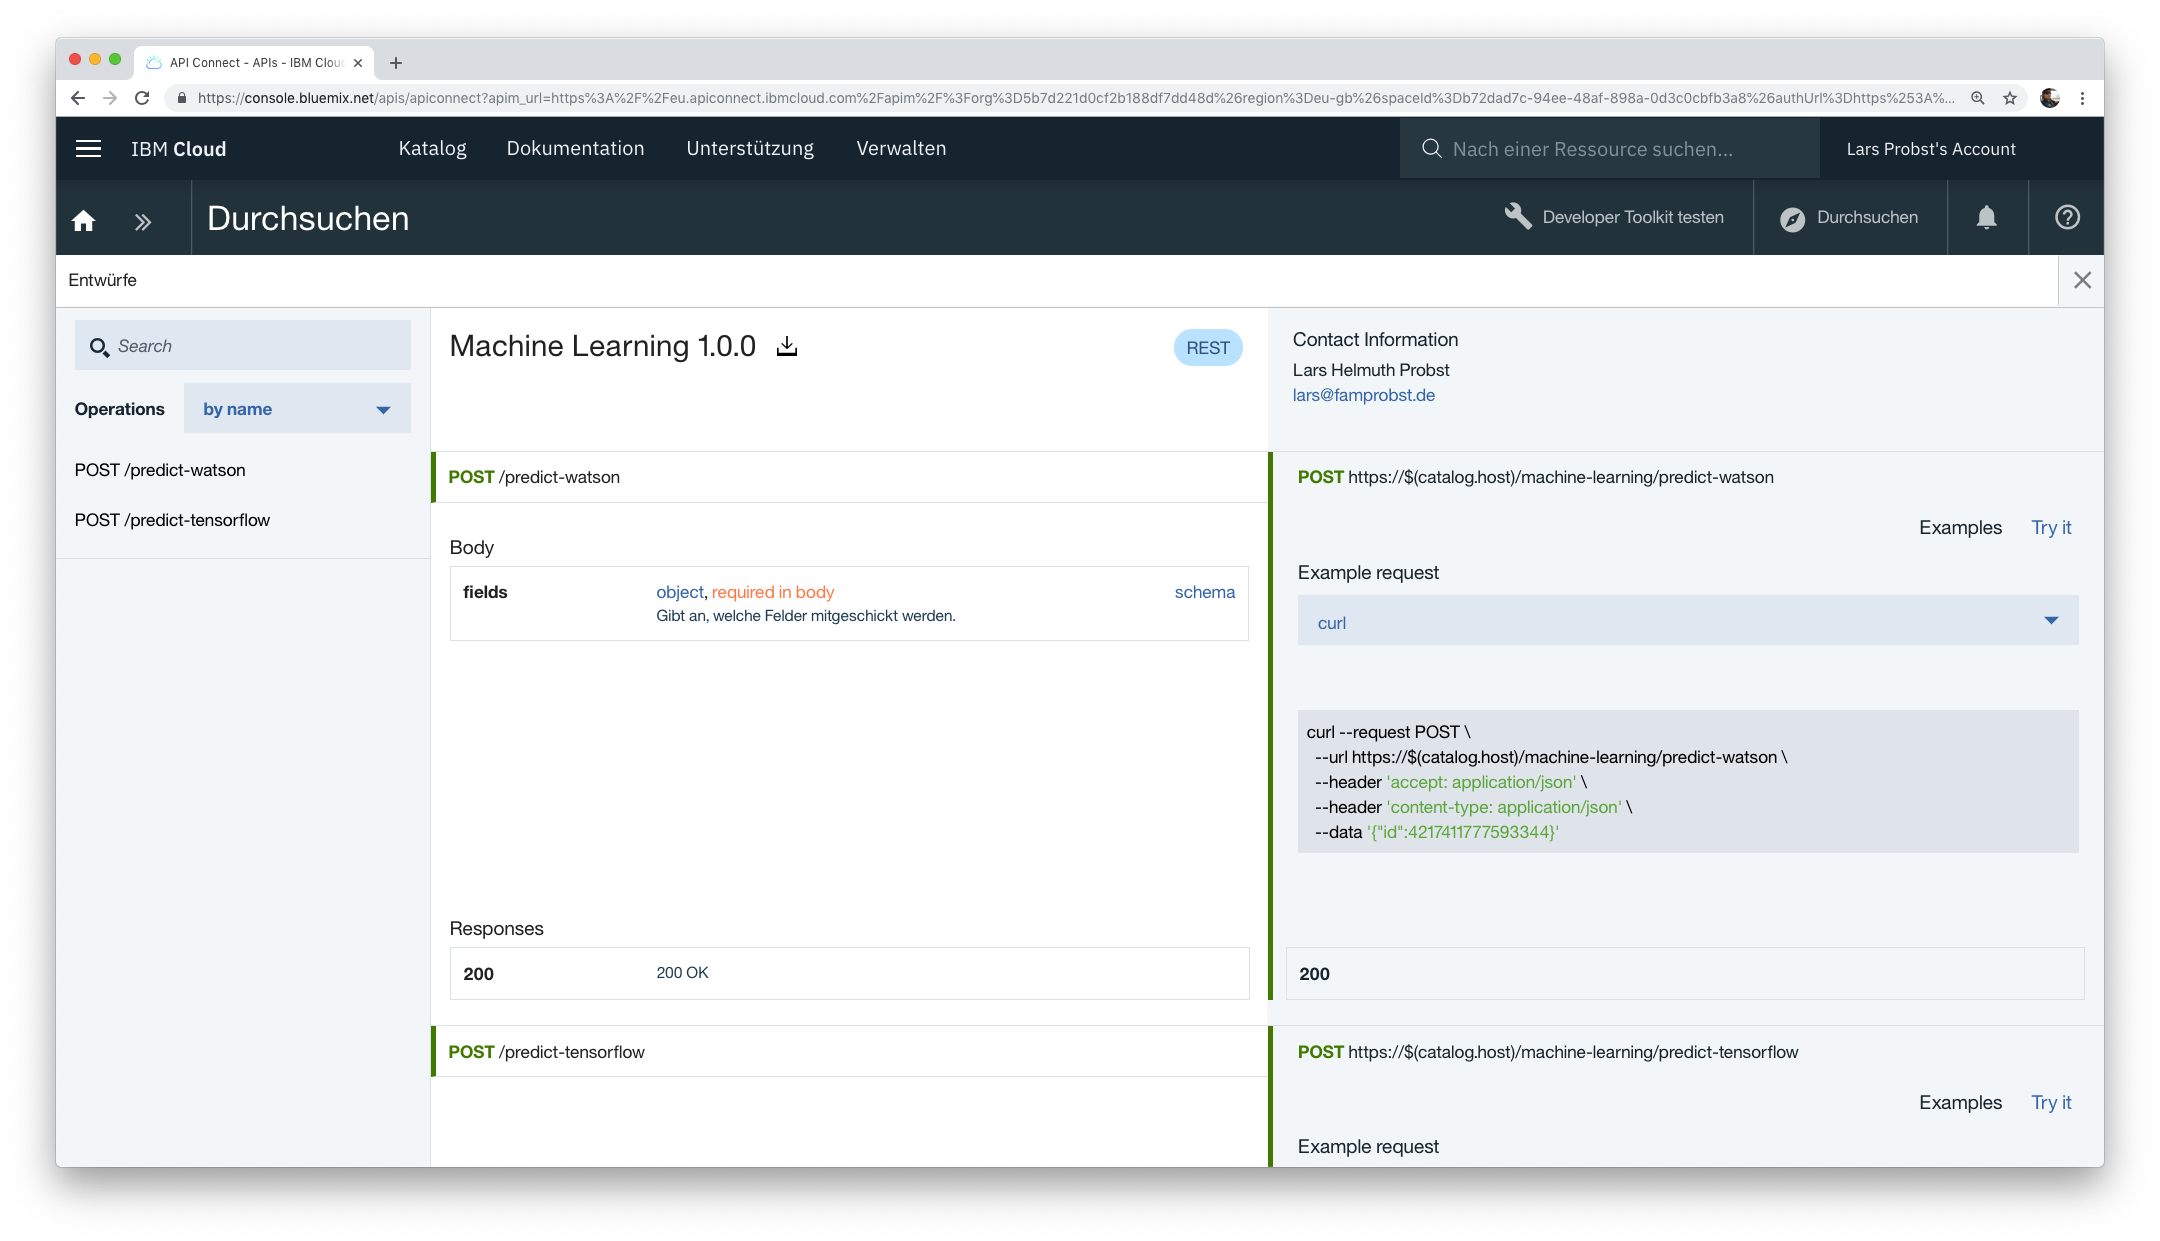 API Connect - APIs - IBM Clou
https://console.bluemix.net/apis/apiconnect?apim_url=https%3A%2F%2Feu.apiconnect.ibmcloud.com%2Fapim%2F%3Forg%3D5b7d221d0cf2b188df7dd48d%26region%3Deu-gb%26spaceId%3Db72dad7c-94ee-48af-898a-0d3c0cbfb3a8%26authUrl%3Dhttps%253A%...
IBM Cloud
Katalog
Dokumentation
Unterstützung
Verwalten
Nach einer Ressource suchen...
Lars Probst's Account
Durchsuchen
Developer Toolkit testen
Durchsuchen
Entwürfe
Search
Operations
by name
POST /predict-watson
POST /predict-tensorflow
Machine Learning 1.0.0
REST
Contact Information
Lars Helmuth Probst
lars@famprobst.de
POST /predict-watson
Body
fields
object, required in body
schema
Gibt an, welche Felder mitgeschickt werden.
Responses
200
200 OK
POST https://$(catalog.host)/machine-learning/predict-watson
Examples
Try it
Example request
curl
curl --request POST \
--url https://$(catalog.host)/machine-learning/predict-watson \
--header 'accept: application/json' \
--header 'content-type: application/json' \
--data '{"id":4217411777593344}'
200
POST /predict-tensorflow
POST https://$(catalog.host)/machine-learning/predict-tensorflow
Examples
Try it
Example request